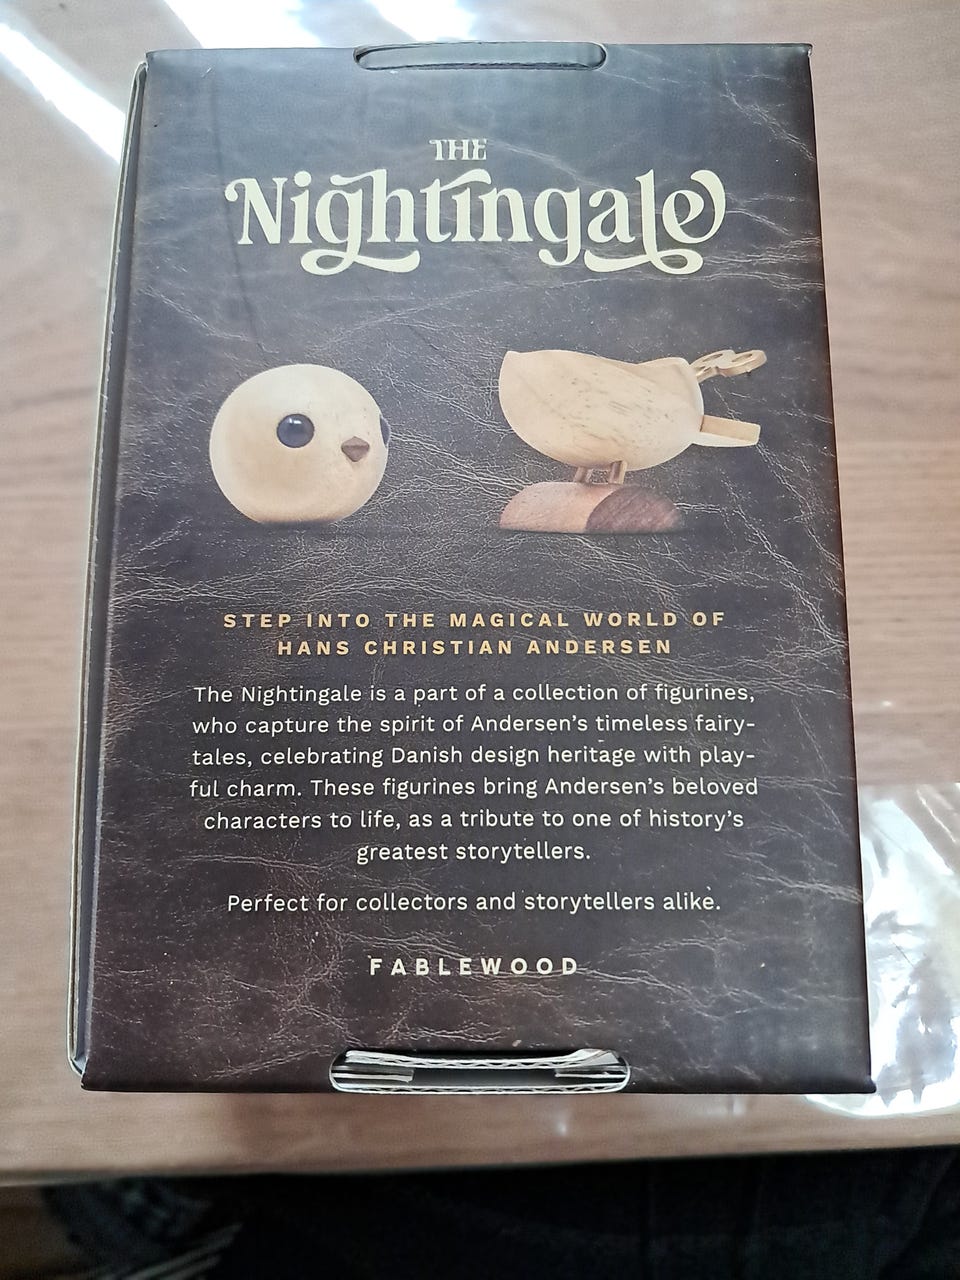 THE
Nightingale
STEP INTO THE MAGICAL WORLD OF
HANS CHRISTIAN ANDERSEN
The Nightingale is a part of a collection of figurines,
who capture the spirit of Andersen's timeless fairy-
tales, celebrating Danish design heritage with play-
ful charm. These figurines bring Andersen's beloved
characters to life, as a tribute to one of history's
greatest storytellers.
Perfect for collectors and storytellers alike.
FABLEWOOD